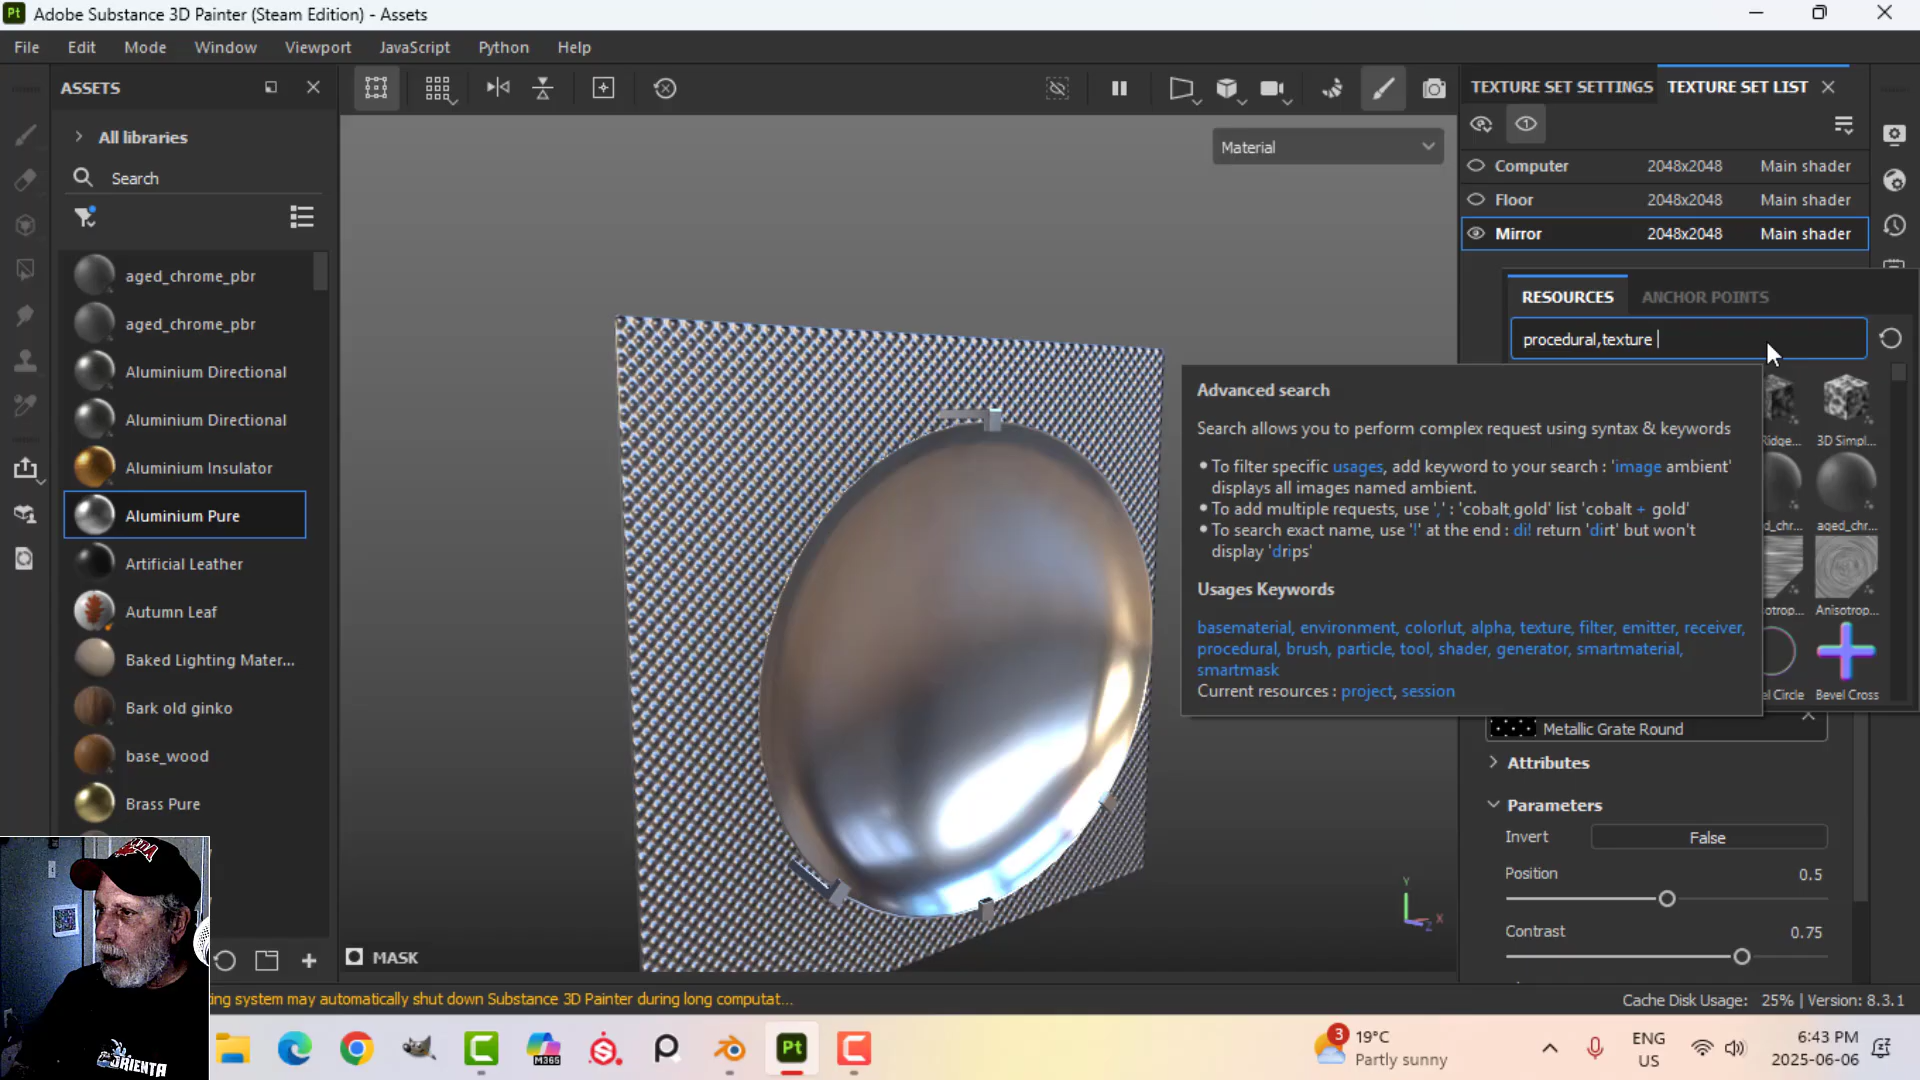 Pt Adobe Substance 3D Painter (Steam Edition) - Assets
File Edit Mode Window Viewport JavaScript Python Help
ASSETS
All libraries
Search
aged_chrome_pbr
aged_chrome_pbr
Aluminium Directional
Aluminium Directional
Aluminium Insulator
Aluminium Pure
Artificial Leather
Autumn Leaf
Baked Lighting Mater...
Bark old ginko
base_wood
Brass Pure
Material
MASK
Y
TEXTURE SET SETTINGS TEXTURE SET LIST
Computer 2048x2048 Main shader
Floor 2048x2048 Main shader
Mirror 2048x2048 Main shader
RESOURCES ANCHOR POINTS
procedural,texture
Advanced search
Search allows you to perform complex request using syntax & keywords
• To filter specific usages, add keyword to your search : 'image ambient'
displays all images named ambient.
• To add multiple requests, use ',' : 'cobalt,gold' list 'cobalt + gold'
• To search exact name, use '!' at the end : di! return 'dirt' but won't
display 'drips'
Usages Keywords
basematerial, environment, colorlut, alpha, texture, filter, emitter, receiver,
procedural, brush, particle, tool, shader, generator, smartmaterial,
smartmask
Current resources : project, session
3D Simpl...
aged_chr...
Anisotrop...
Bevel Cross
Metallic Grate Round
Attributes
Parameters
Invert False
Position 0.5
Contrast 0.75
ing system may automatically shut down Substance 3D Painter during long computat...
Cache Disk Usage: 25% | Version: 8.3.1
M365
Pt
3
19°C
Partly sunny
ENG
US
6:43 PM
2025-06-06